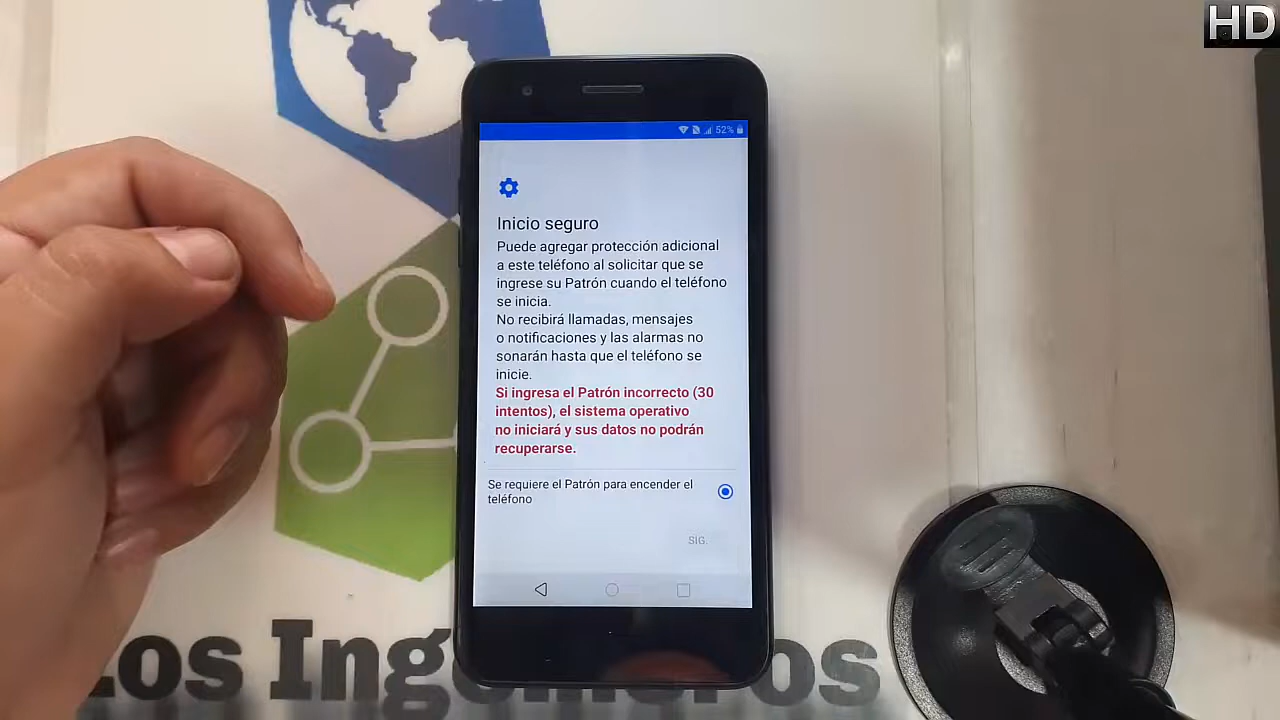 HD
52%
Inicio seguro
Puede agregar protección adicional
a este teléfono al solicitar que se
ingrese su Patrón cuando el teléfono
se inicia.
No recibirá llamadas, mensajes
o notificaciones y las alarmas no
sonarán hasta que el teléfono se
inicie.
Si ingresa el Patrón incorrecto (30
intentos), el sistema operativo
no iniciará y sus datos no podrán
recuperarse.
Se requiere el Patrón para encender el
teléfono
SIG.
Los Ingenieros